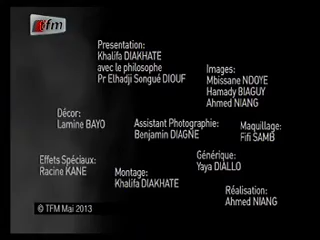 tfm
Presentation:
Khalifa DIAKHATE
avec le philosophe
Pr Elhadji Songué DIOUF
Images:
Mbissane NDOYE
Hamady BIAGUY
Ahmed NIANG
Décor:
Lamine BAYO
Assistant Photographie:
Benjamin DIAGNE
Maquillage:
Fifi SAMB
Effets Spéciaux:
Racine KANE
Montage:
Khalifa DIAKHATE
Générique:
Yaya DIALLO
Réalisation:
Ahmed NIANG
© TFM Mai 2013